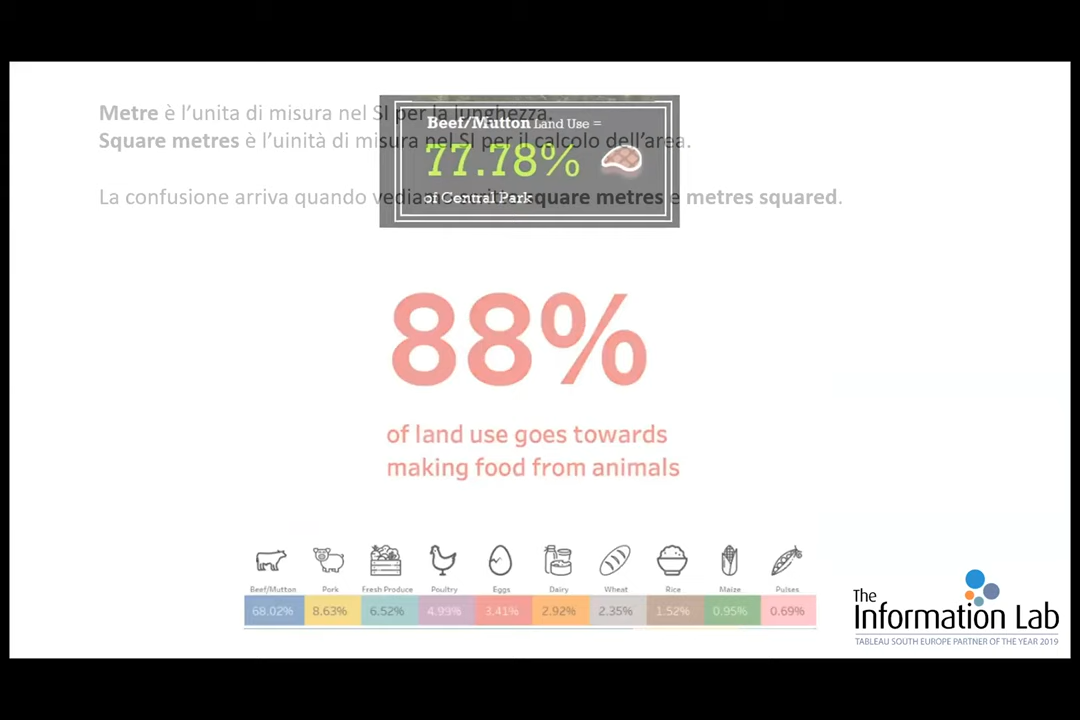 Metre è l’unita di misura nel SI per la lunghezza.
Square metres è l’uinità di misura nel SI per il calcolo dell’area.
La confusione arriva quando square metres e metres squared.
Beef/Mutton Land Use =
77.78%
of Central Park
88%
of land use goes towards
making food from animals
Beef/Mutton Pork Fresh Produce Poultry Eggs Dairy Wheat Rice Maize Pulses
68.02% 8.63% 6.52% 4.99% 3.41% 2.92% 2.35% 1.52% 0.95% 0.69%
The
Information Lab
TABLEAU SOUTH EUROPE PARTNER OF THE YEAR 2019